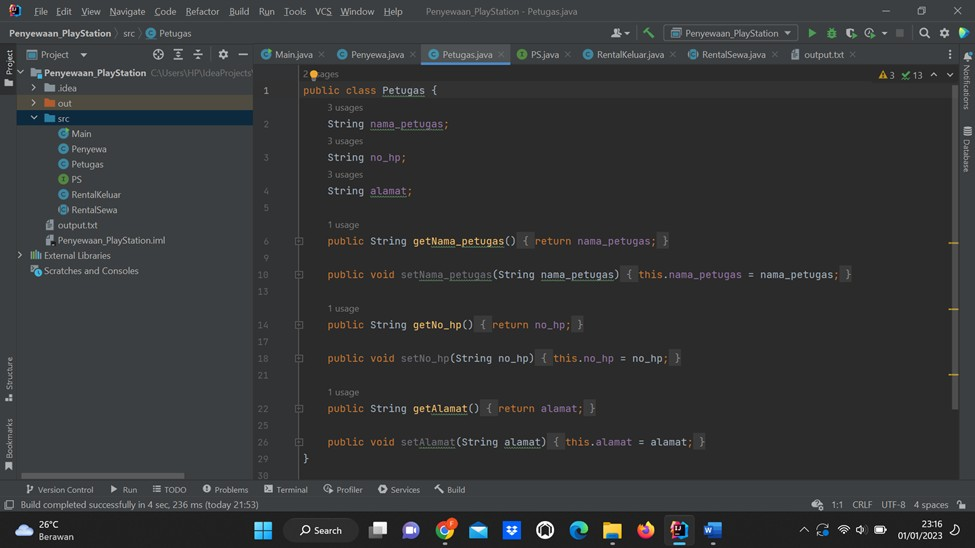 File Edit View Navigate Code Refactor Build Run Tools VCS Window Help Penyewaan_PlayStation - Petugas.java
Penyewaan_PlayStation src Petugas Penyewaan_PlayStation
Project
Project Main.java Penyewa.java Petugas.java PS.java RentalKeluar.java RentalSewa.java output.txt
Notifications
Database
Structure
Bookmarks
Penyewaan_PlayStation C:\Users\HP\IdeaProjects\
.idea
out
src
Main
Penyewa
Petugas
PS
RentalKeluar
RentalSewa
output.txt
Penyewaan_PlayStation.iml
External Libraries
Scratches and Consoles
3 13
1 public class Petugas {
3 usages
2 String nama_petugas;
3 usages
3 String no_hp;
3 usages
4 String alamat;
5
1 usage
6 public String getNama_petugas() { return nama_petugas; }
9
10 public void setNama_petugas(String nama_petugas) { this.nama_petugas = nama_petugas; }
13
1 usage
14 public String getNo_hp() { return no_hp; }
17
18 public void setNo_hp(String no_hp) { this.no_hp = no_hp; }
21
1 usage
22 public String getAlamat() { return alamat; }
25
26 public void setAlamat(String alamat) { this.alamat = alamat; }
29 }
30
Version Control Run TODO Problems Terminal Profiler Services Build
Build completed successfully in 4 sec, 236 ms (today 21:53) 1:1 CRLF UTF-8 4 spaces
26°C
Berawan
Search
23:16
01/01/2023